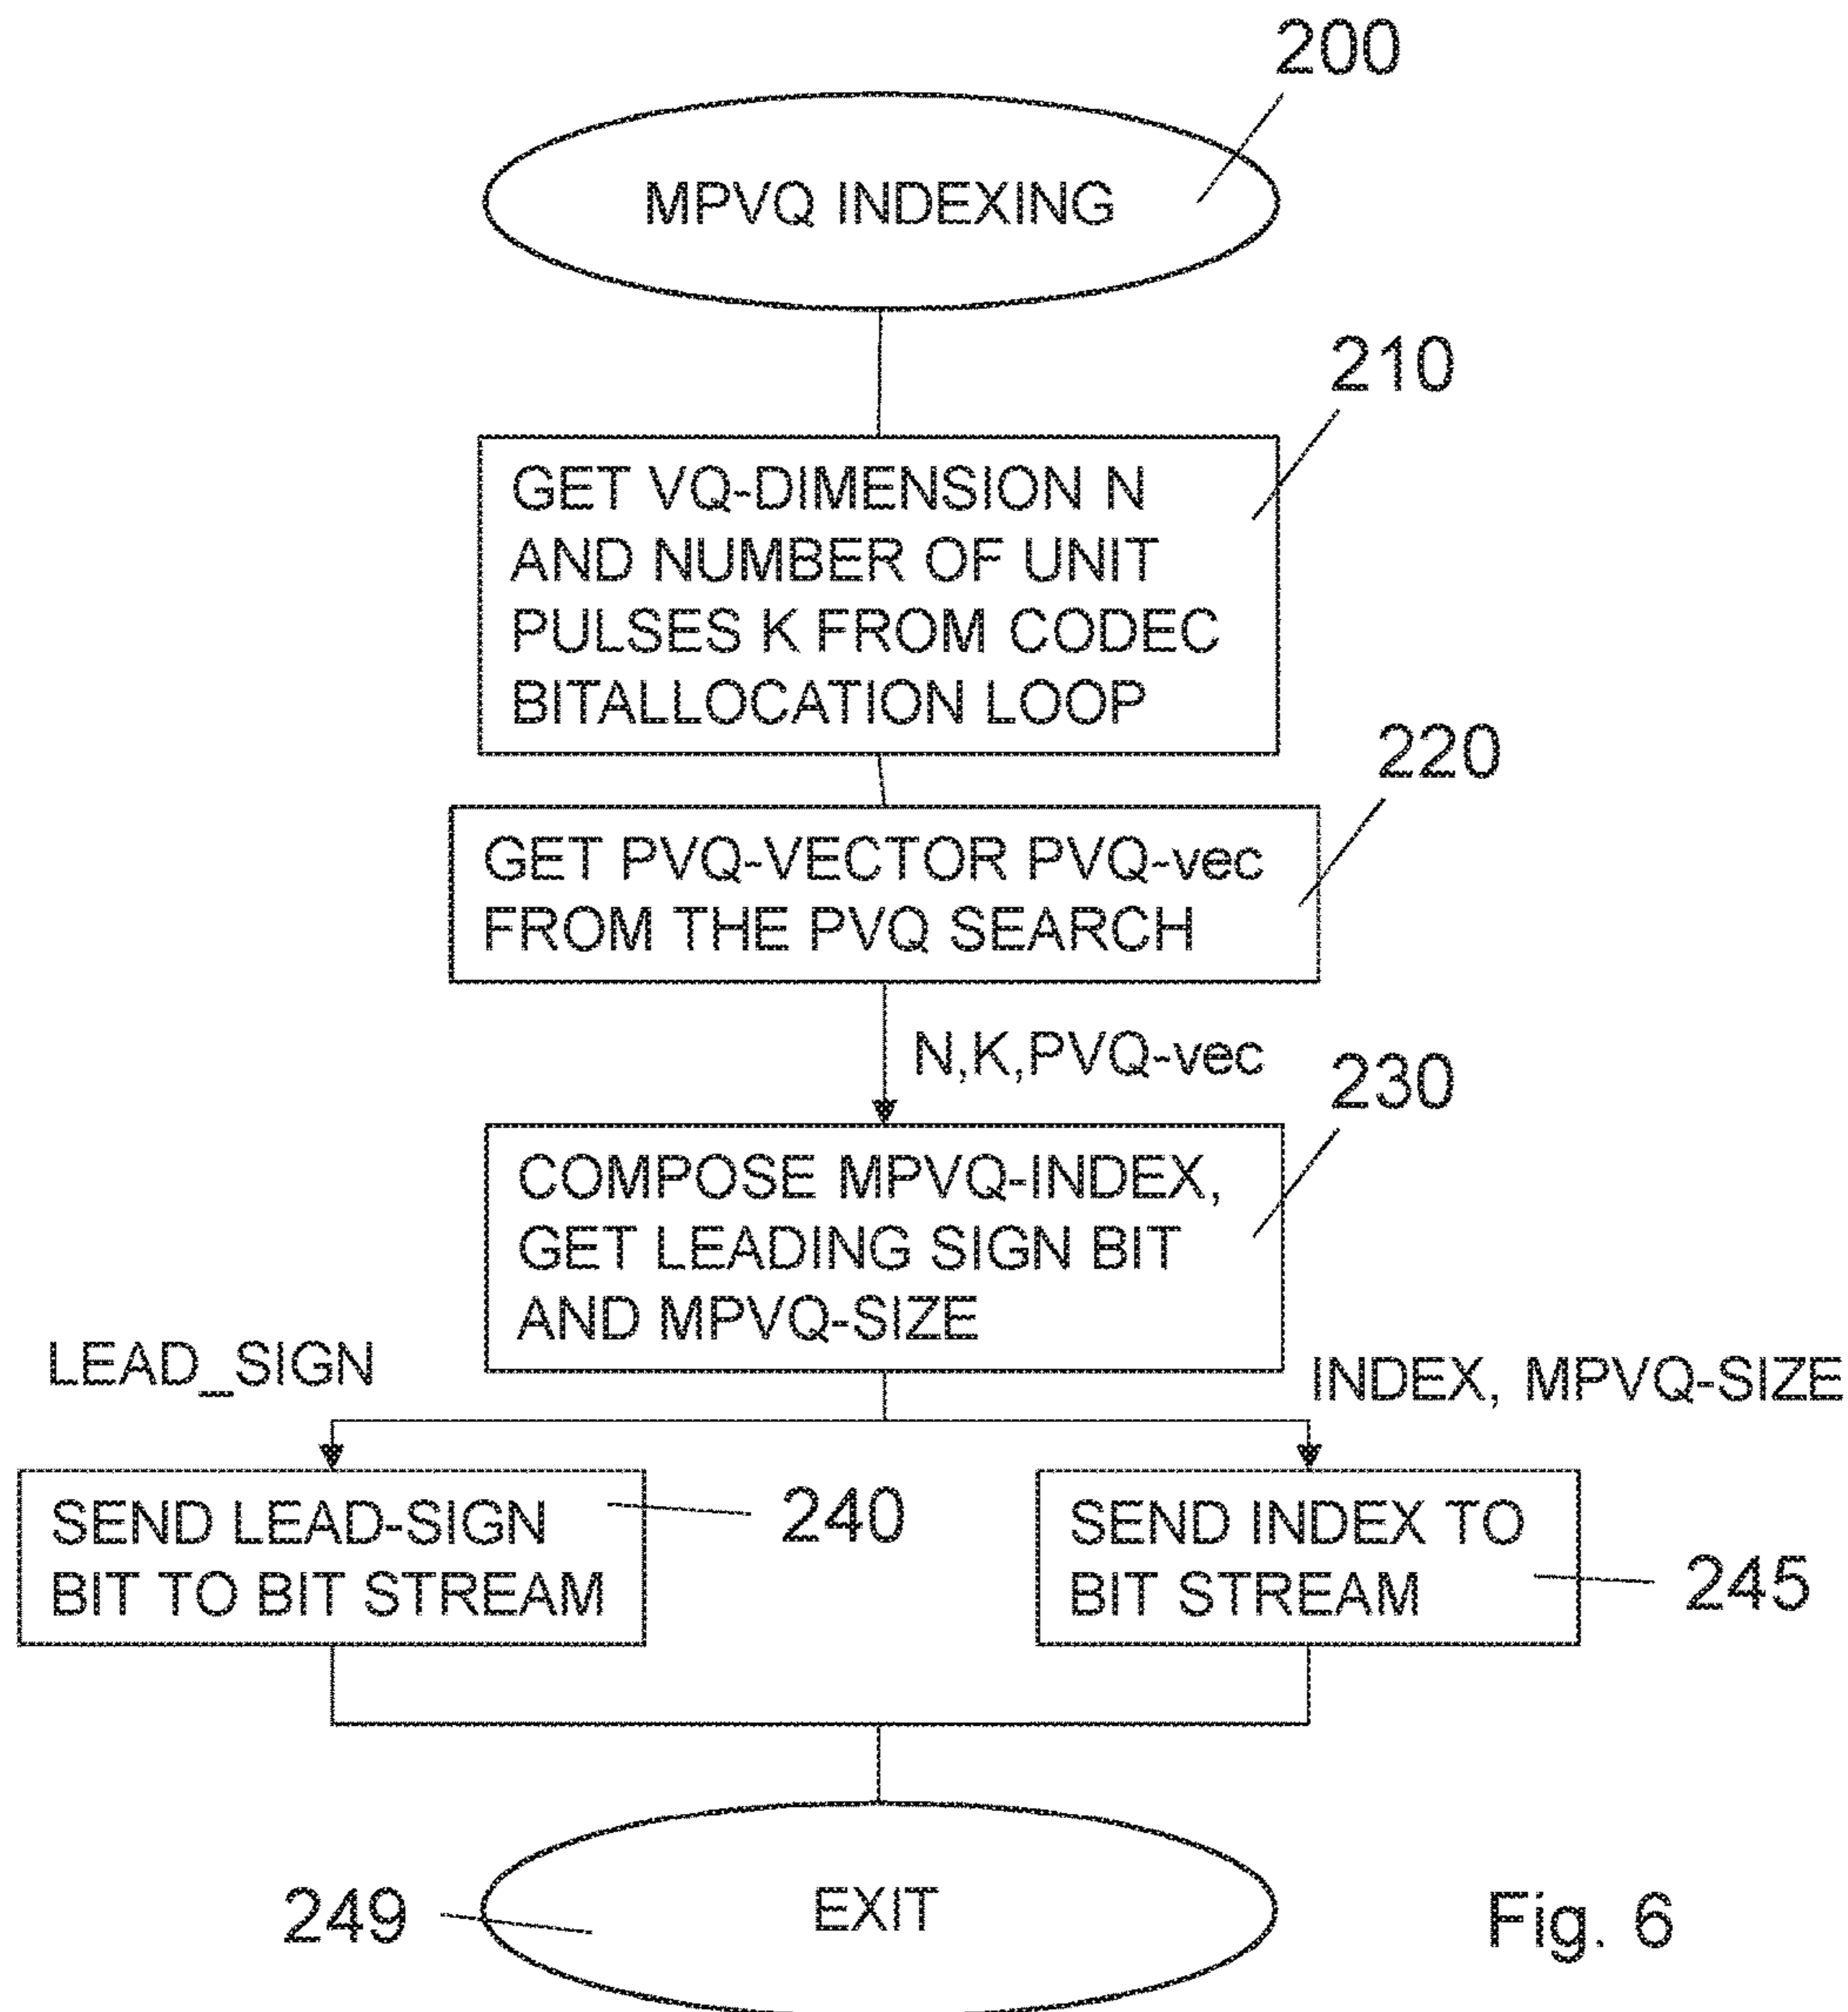 200
MPVQ INDEXING
210
GET VQ-DIMENSION N
AND NUMBER OF UNIT
PULSES K FROM CODEC
BITALLOCATION LOOP
220
GET PVQ-VECTOR PVQ-vec
FROM THE PVQ SEARCH
N,K,PVQ-vec
230
COMPOSE MPVQ-INDEX,
GET LEADING SIGN BIT
AND MPVQ-SIZE
LEAD_SIGN
INDEX, MPVQ-SIZE
SEND LEAD-SIGN
BIT TO BIT STREAM
240
SEND INDEX TO
BIT STREAM
245
249
EXIT
Fig. 6